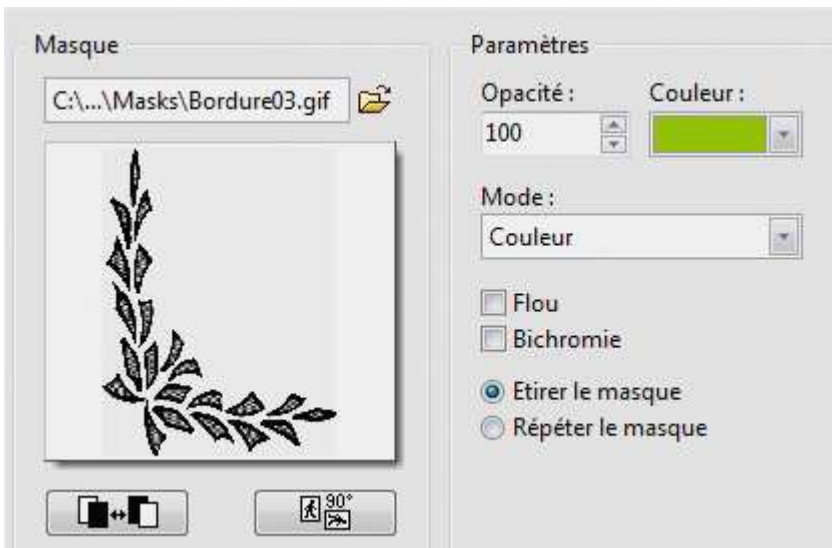 Masque
C:\...\Masks\Bordure03.gif
90°
Paramètres
Opacité :
Couleur :
100
Mode :
Couleur
Flou
Bichromie
Etirer le masque
Répéter le masque